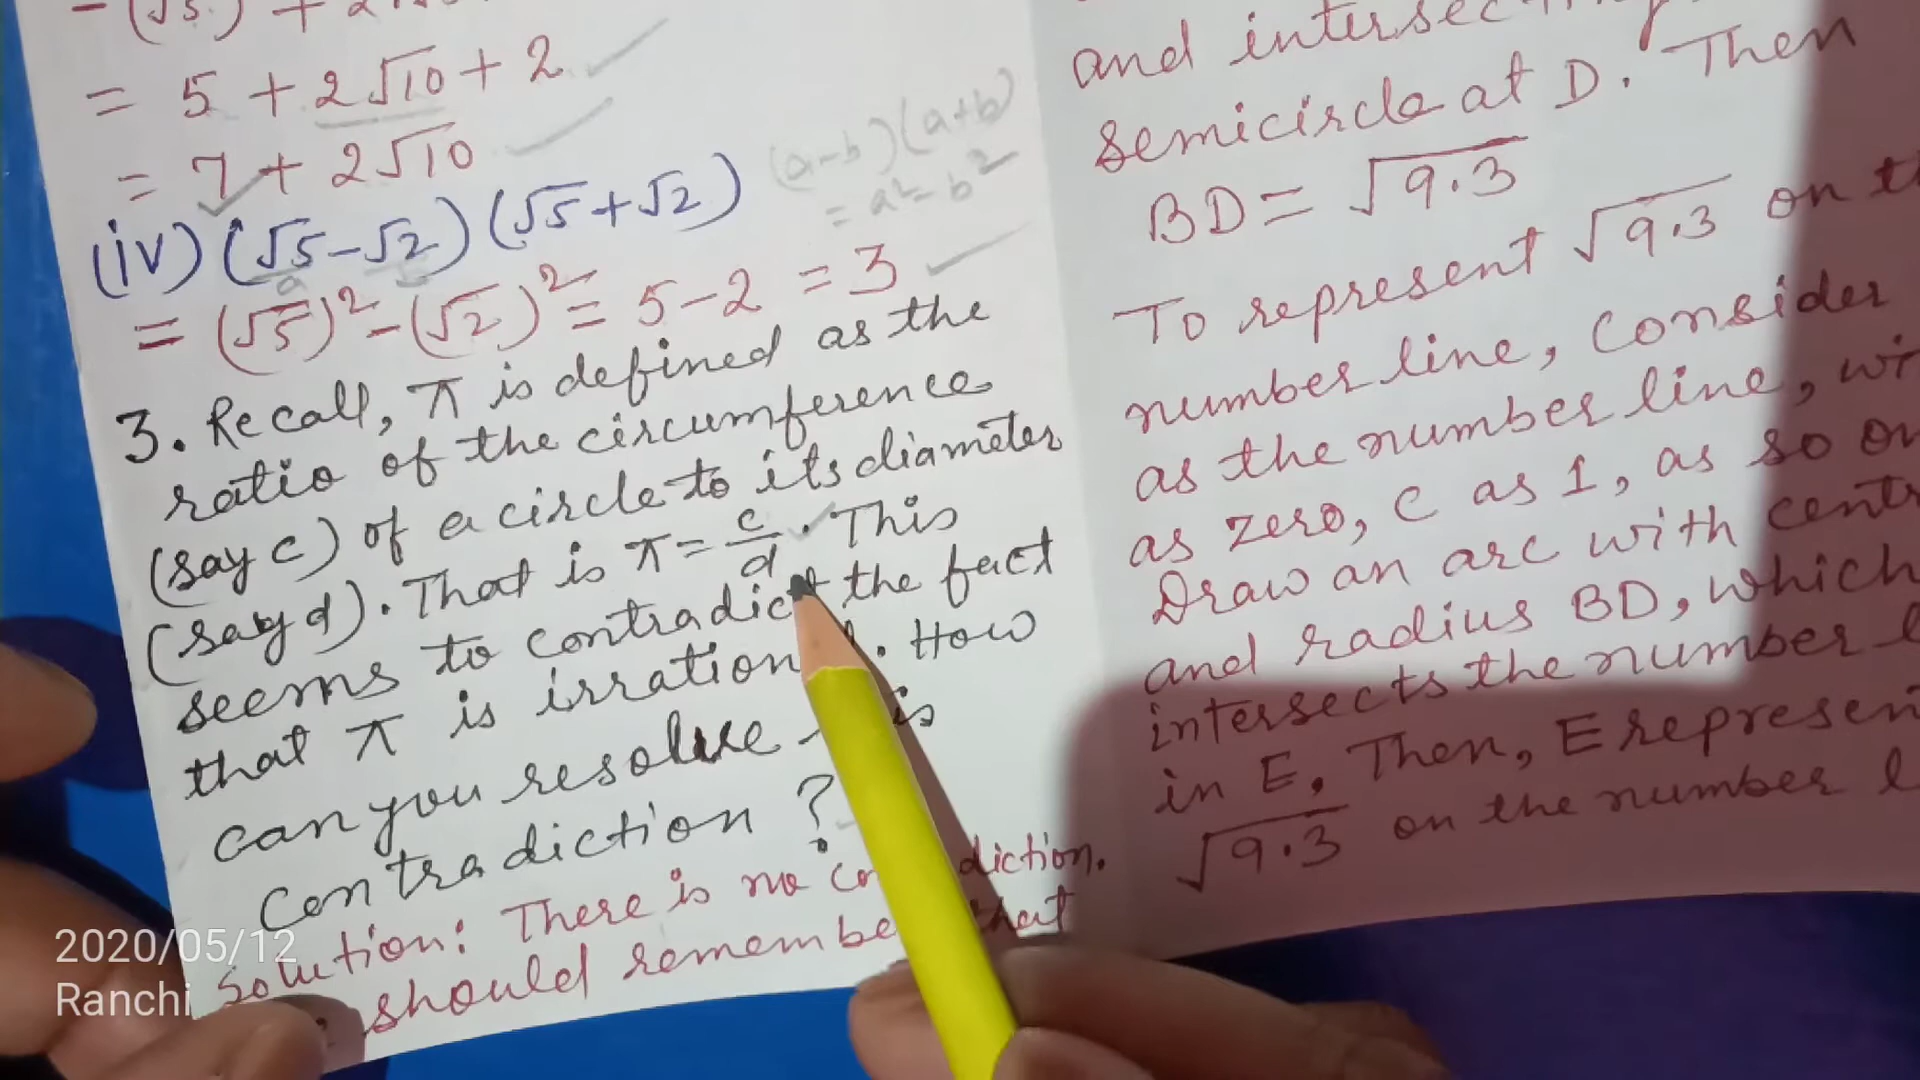 = 5 + 2√10 + 2
= 7 + 2√10
(a-b)(a+b)
= a² - b²
(iv) (√5-√2)(√5+√2)
a
= (√5)² - (√2)² = 5-2 = 3
3. Recall, π is defined as the
ratio of the circumference
(say c) of a circle to its diameter
(say d). That is π = c/d. This
seems to contradict the fact
that π is irrational. How
can you resolve is
contradiction ?
Solution: There is no diction.
should remember that
and intersecting
semicircle at D. Then
BD = √9.3
To represent √9.3 on
number line, Consider
as the number line,
as zero, C as 1, as so on
Draw an arc with
and radius BD, which
intersects the number
in E. Then, E
√9.3 on the number
2020/05/12
Ranchi